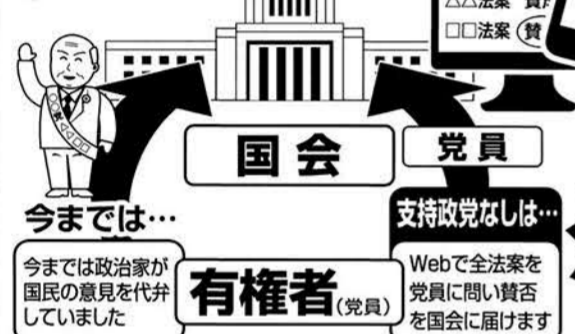 □□法案 賛
国会
党員
今までは…
支持政党なしは…
今までは政治家が
国民の意見を代弁
していました
有権者(党員)
Webで全法案を
党員に問い賛否
を国会に届けます